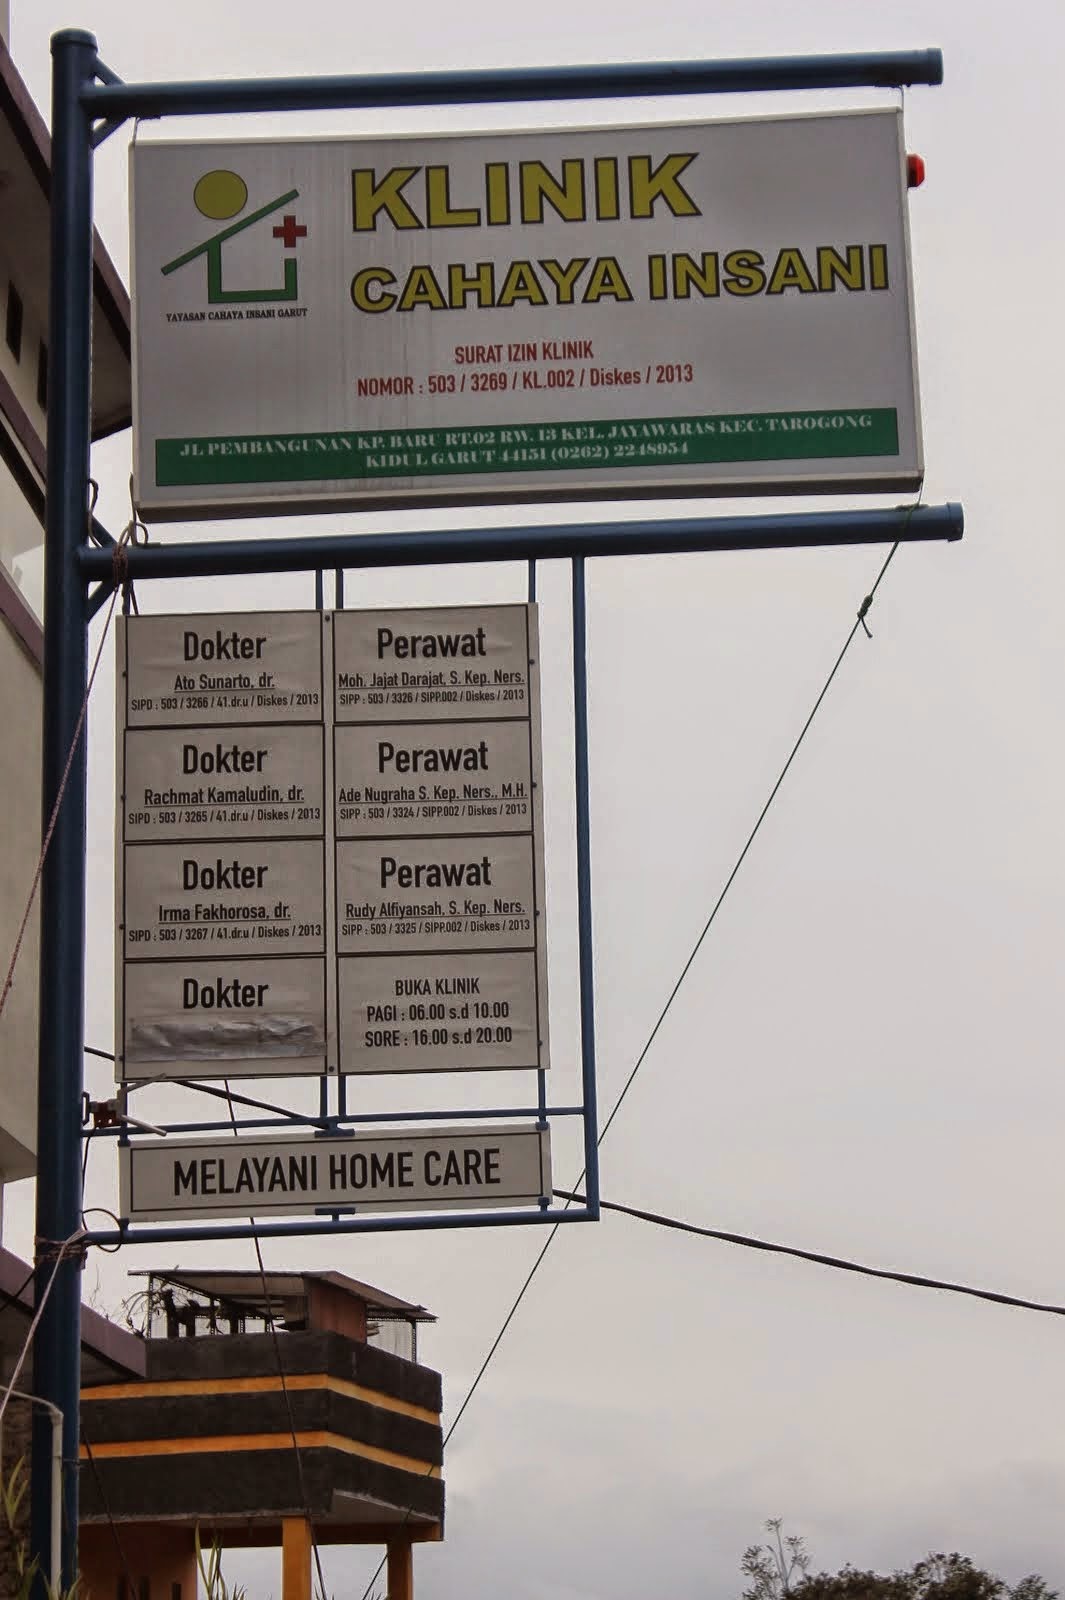 KLINIK
CAHAYA INSANI
YAYASAN CAHAYA INSANI GARUT
SURAT IZIN KLINIK
NOMOR : 503 / 3269 / KL.002 / Diskes / 2013
JL PEMBANGUNAN KP. BARU RT.02 RW. 13 KEL. JAYAWARAS KEC. TAROGONG
KIDUL GARUT 44151 (0262) 2248954
Dokter
Ato Sunarto, dr.
SIPD : 503 / 3266 / 41.dr.u / Diskes / 2013
Dokter
Rachmat Kamaludin, dr.
SIPD : 503 / 3265 / 41.dr.u / Diskes / 2013
Dokter
Irma Fakhorosa, dr.
SIPD : 503 / 3267 / 41.dr.u / Diskes / 2013
Dokter
Perawat
Moh. Jajat Darajat, S. Kep. Ners.
SIPP : 503 / 3326 / SIPP.002 / Diskes / 2013
Perawat
Ade Nugraha S. Kep. Ners., M.H.
SIPP : 503 / 3324 / SIPP.002 / Diskes / 2013
Perawat
Rudy Alfiyansah, S. Kep. Ners.
SIPP : 503 / 3325 / SIPP.002 / Diskes / 2013
BUKA KLINIK
PAGI : 06.00 s.d 10.00
SORE : 16.00 s.d 20.00
MELAYANI HOME CARE